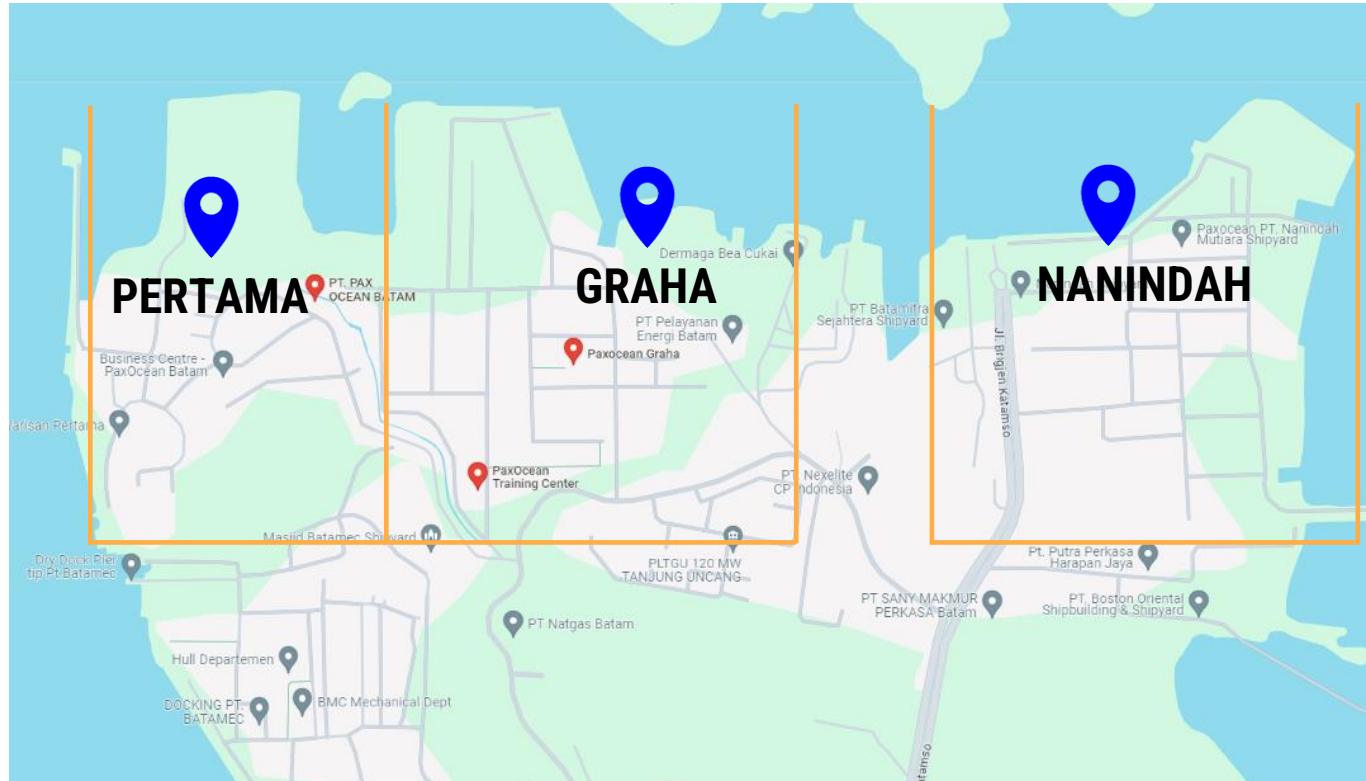 PERTAMA
GRAHA
NANINDAH
PT. PAX
OCEAN BATAM
Business Centre -
PaxOcean Batam
Pertama
Dermaga Bea Cukai
PT Pelayanan
Energi Batam
Paxocean Graha
PaxOcean
Training Center
Masjid Batamec Shipyard
Dry Dock Pier
tip Pt Batamec
PLTGU 120 MW
TANJUNG UNCANG
PT Natgas Batam
Hull Departemen
DOCKING PT.
BATAMEC
BMC Mechanical Dept
PT Batamitra
Sejahtera Shipyard
PT. Nexelite
CP Indonesia
Paxocean PT. Nanindah
Mutiara Shipyard
Jl. Brigjen Katamso
Pt. Putra Perkasa
Harapan Jaya
PT SANY MAKMUR
PERKASA Batam
PT. Boston Oriental
Shipbuilding & Shipyard